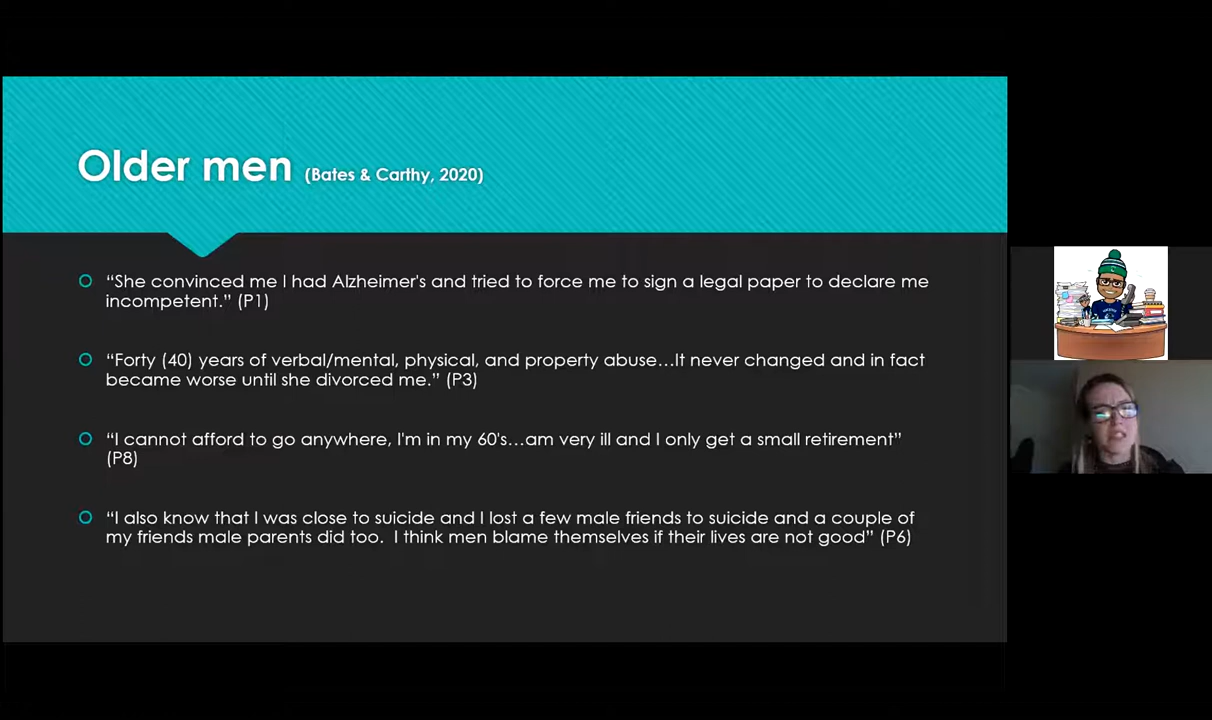 Older men (Bates & Carthy, 2020)
“She convinced me I had Alzheimer's and tried to force me to sign a legal paper to declare me
incompetent.” (P1)
“Forty (40) years of verbal/mental, physical, and property abuse…It never changed and in fact
became worse until she divorced me.” (P3)
“I cannot afford to go anywhere, I'm in my 60's…am very ill and I only get a small retirement”
(P8)
“I also know that I was close to suicide and I lost a few male friends to suicide and a couple of
my friends male parents did too.  I think men blame themselves if their lives are not good” (P6)